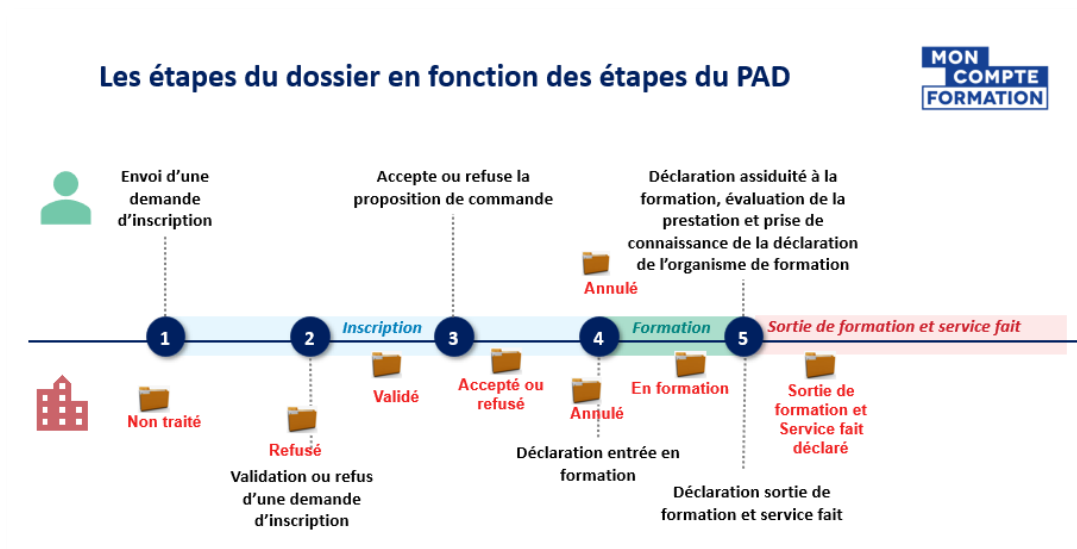 Les étapes du dossier en fonction des étapes du PAD
MON
COMPTE
FORMATION
Envoi d'une
demande
d'inscription
Accepte ou refuse la
proposition de commande
Déclaration assiduité à la
formation, évaluation de la
prestation et prise de
connaissance de la déclaration
de l'organisme de formation
Annulé
1
2
Inscription
3
4
Formation
5
Sortie de formation et service fait
Non traité
Refusé
Validé
Accepté ou
refusé
Annulé
En formation
Sortie de
formation et
Service fait
déclaré
Validation ou refus
d'une demande
d'inscription
Déclaration entrée en
formation
Déclaration sortie de
formation et service fait